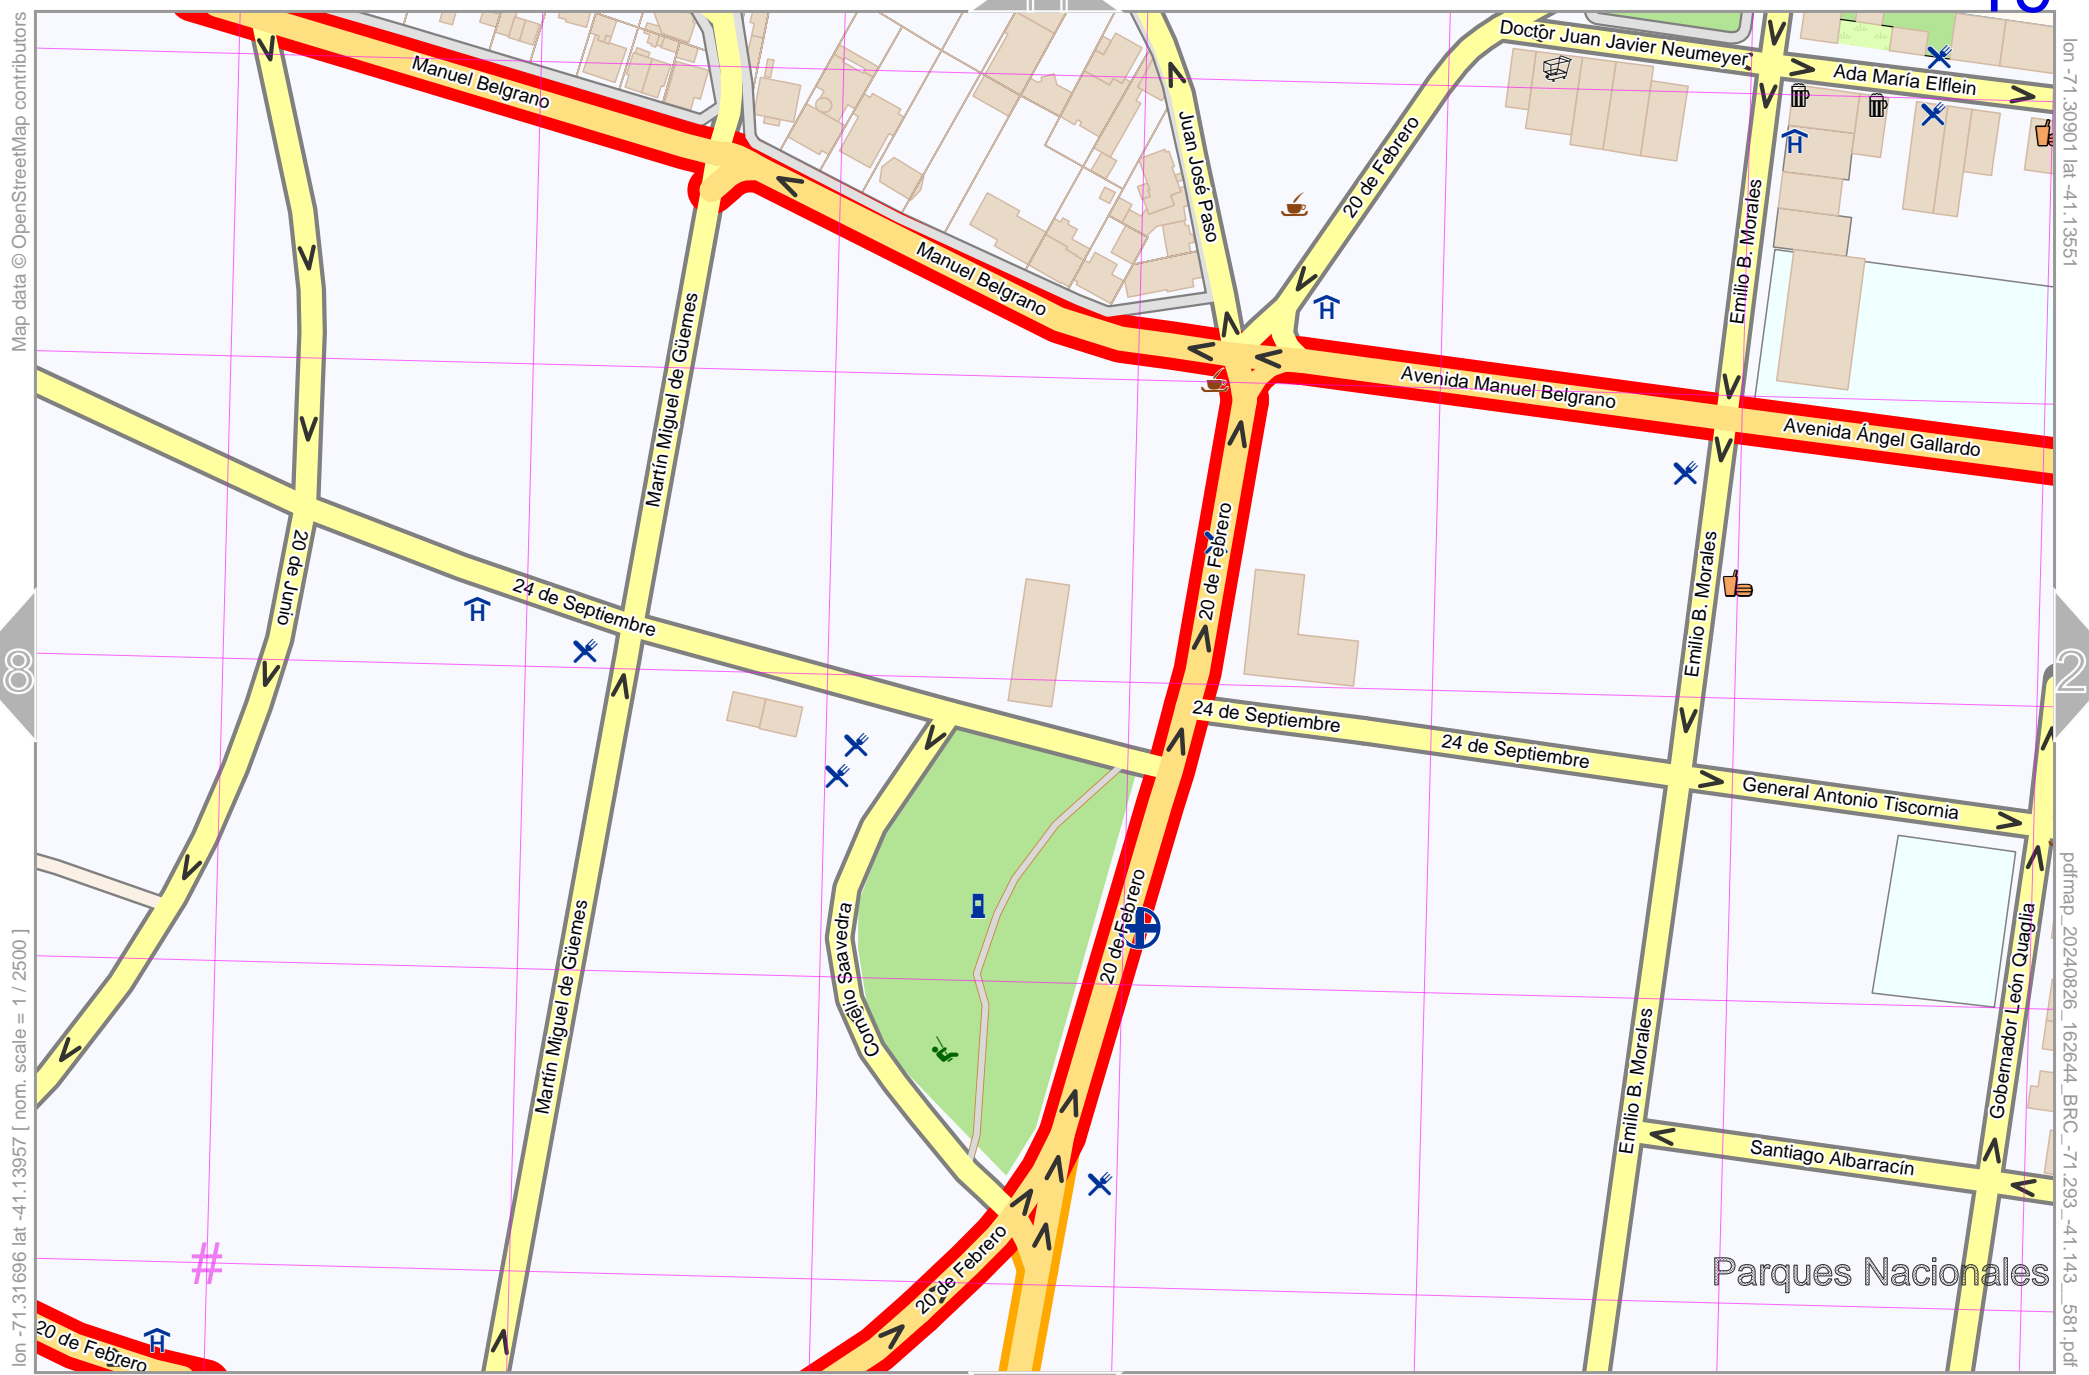 Manuel Belgrano
Doctor Juan Javier Neumeyer
Ada María Elflein
Juan José Paso
20 de Febrero
Emilio B. Morales
Manuel Belgrano
Martín Miguel de Güemes
Avenida Manuel Belgrano
Avenida Ángel Gallardo
20 de Junio
24 de Septiembre
20 de Febrero
Emilio B. Morales
24 de Septiembre
24 de Septiembre
General Antonio Tiscornia
Martín Miguel de Güemes
Cornelio Saavedra
20 de Febrero
Gobernador León Quaglia
Emilio B. Morales
Santiago Albarracín
20 de Febrero
20 de Febrero
Parques Nacionales
#
8
2
Map data © OpenStreetMap contributors
lon -71.31696 lat -41.13957 [ nom. scale = 1 / 2500 ]
lon -71.30901 lat -41.13551
pdfmap_20240826_162644_BRC_-71.293_-41.143__581.pdf